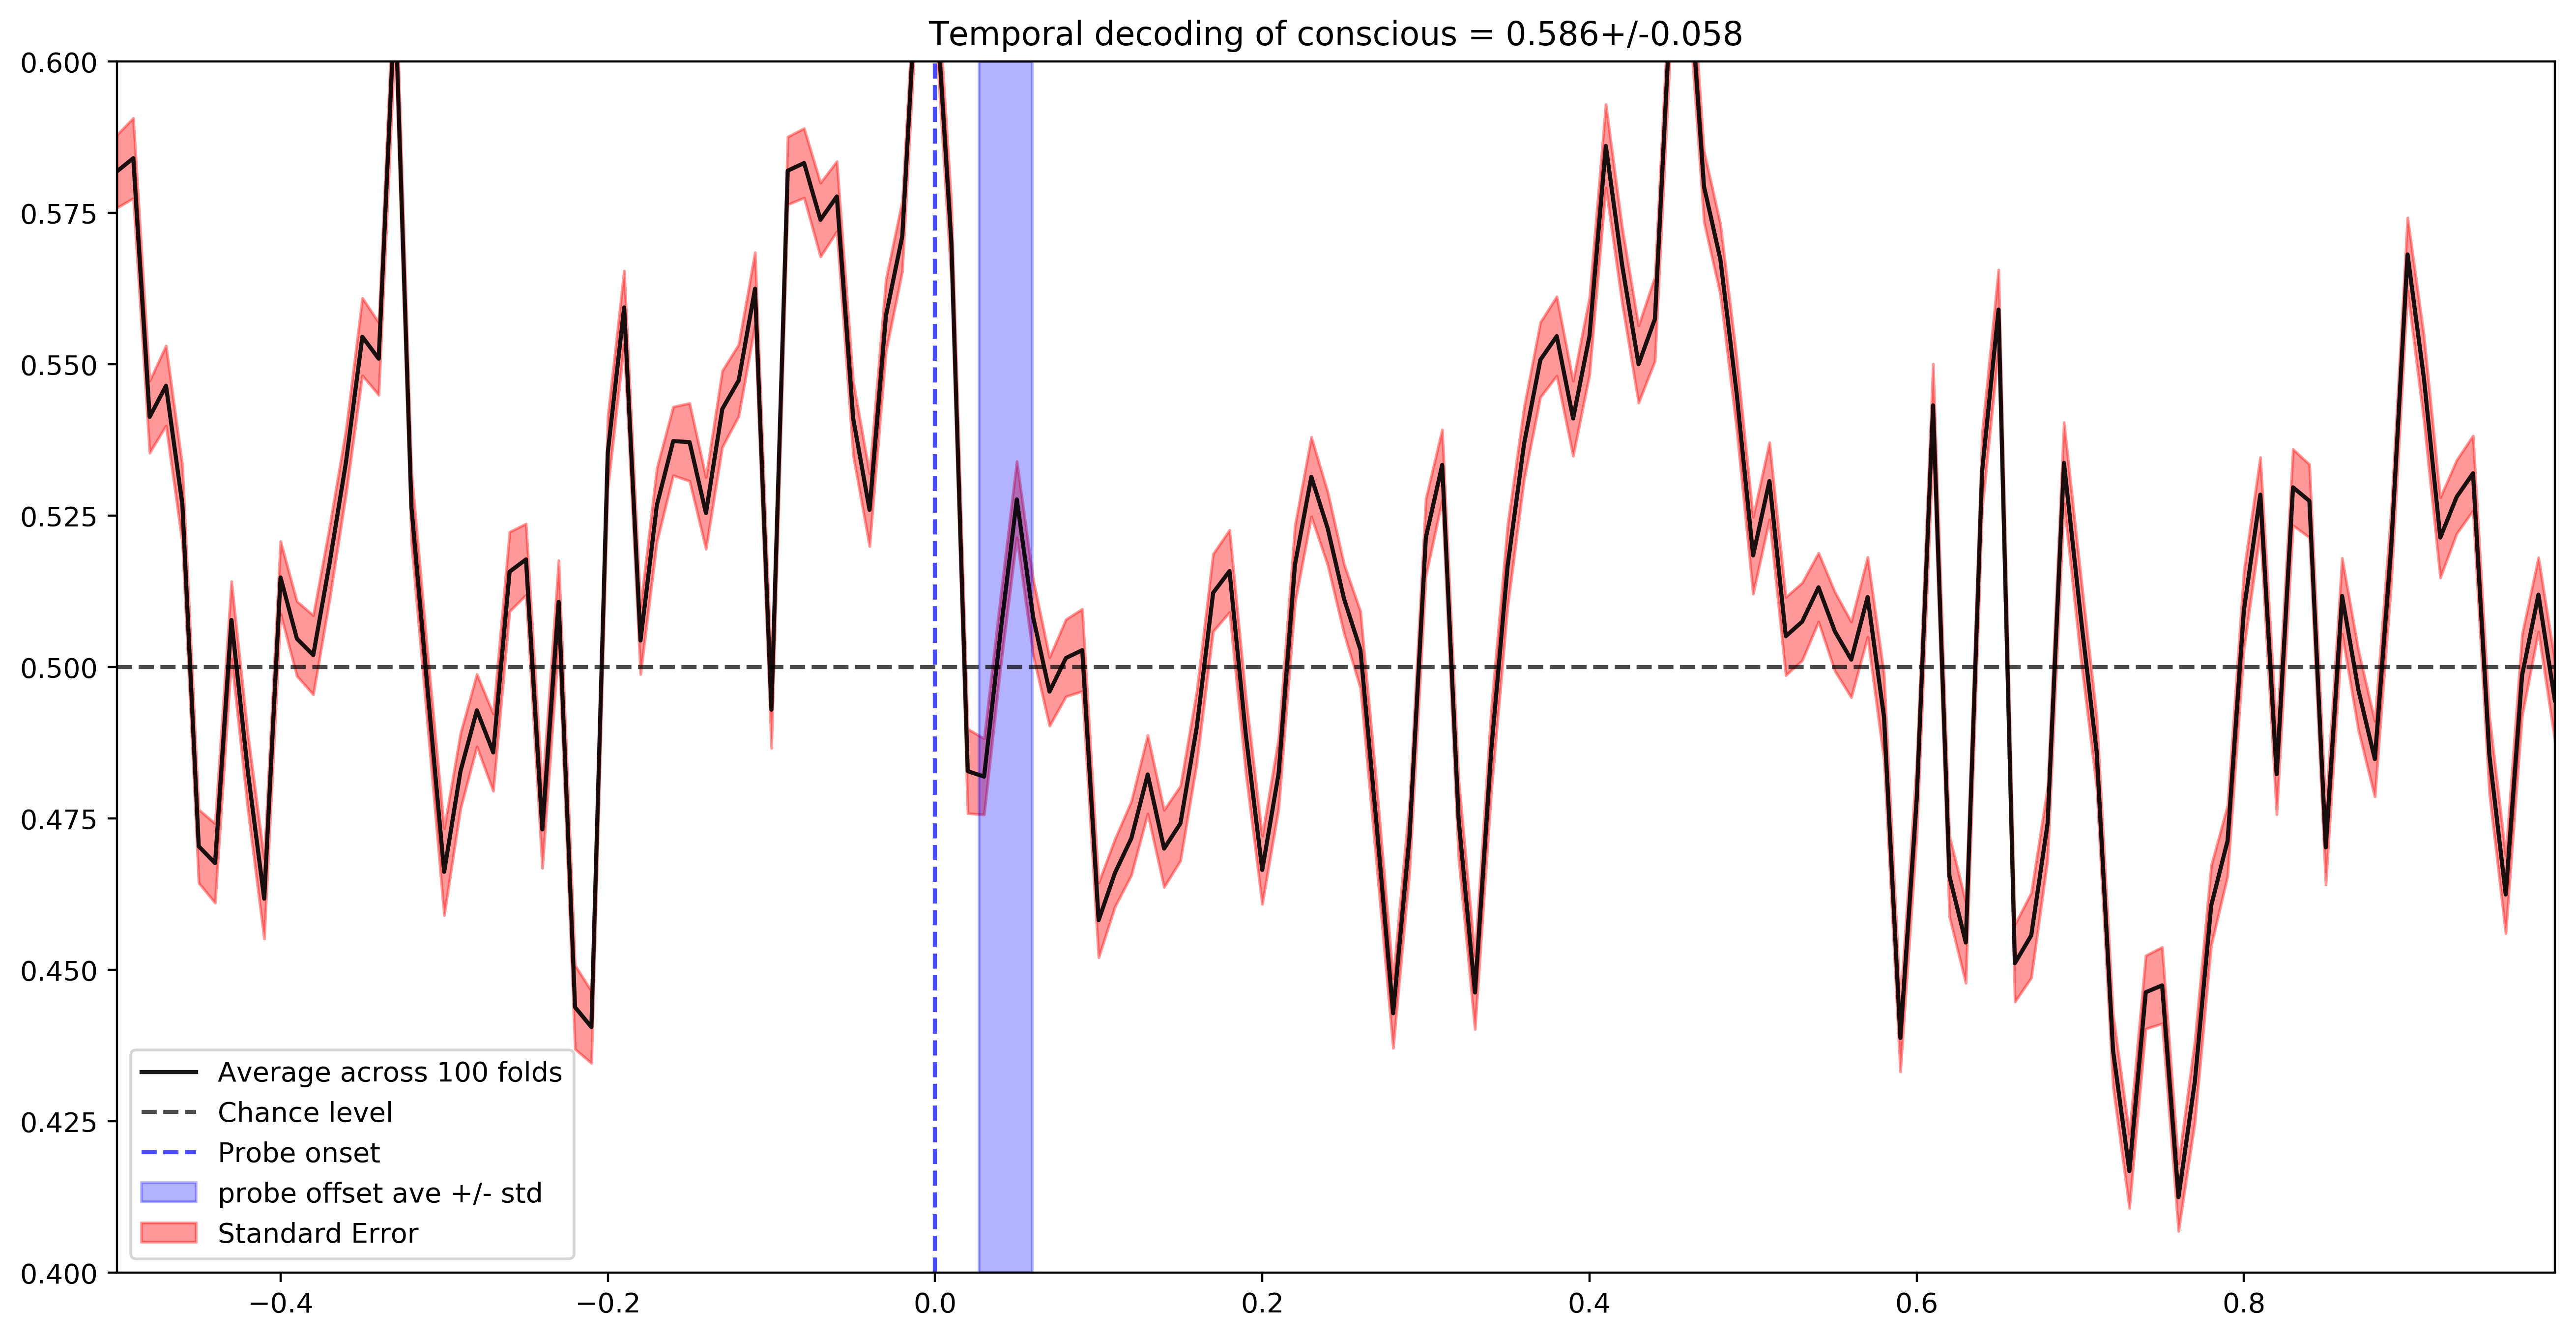 Temporal decoding of conscious = 0.586+/-0.058
0.600
0.575
0.550
0.525
0.500
0.475
0.450
0.425
0.400
Average across 100 folds
Chance level
Probe onset
probe offset ave +/- std
Standard Error
−0.4 −0.2 0.0 0.2 0.4 0.6 0.8